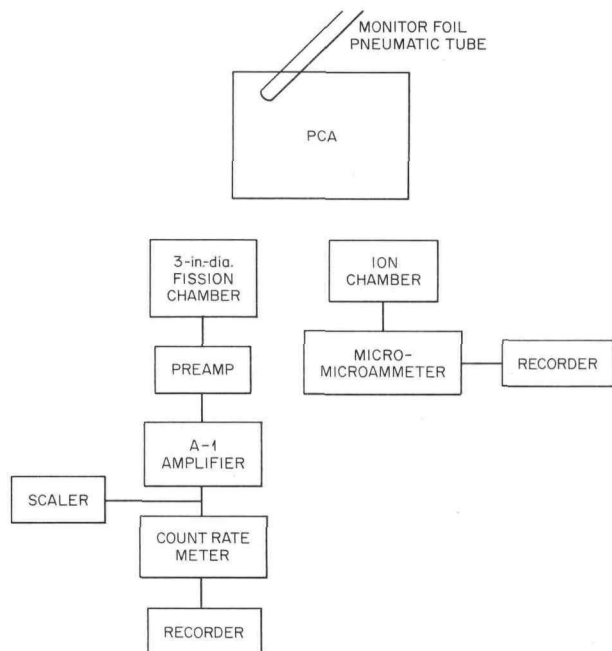 MONITOR FOIL
PNEUMATIC TUBE
PCA
3-in.-dia.
FISSION
CHAMBER
ION
CHAMBER
PREAMP
MICRO-
MICROAMMETER
RECORDER
A-1
AMPLIFIER
SCALER
COUNT RATE
METER
RECORDER